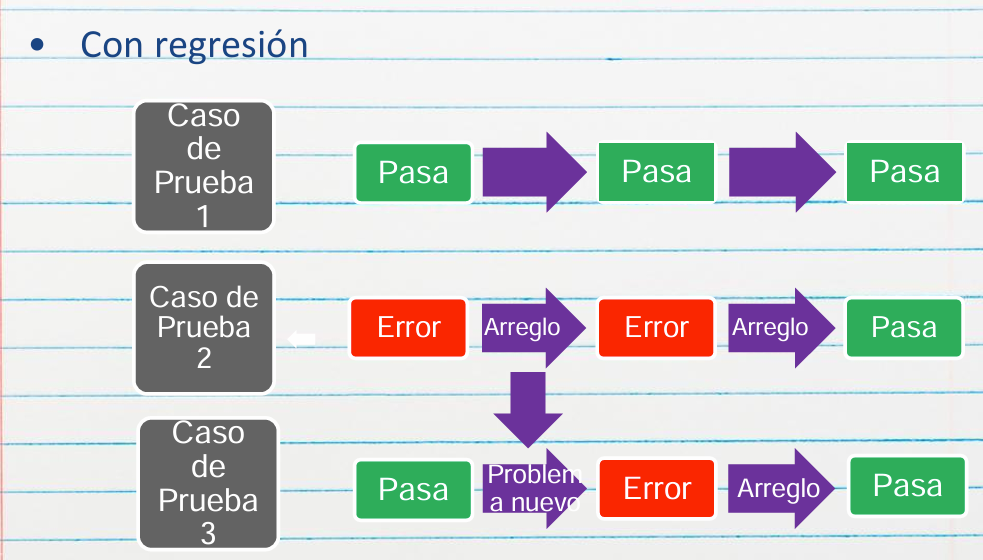 • Con regresión
Caso
de
Prueba
1
Pasa
Pasa
Pasa
Caso de
Prueba
2
Error
Arreglo
Error
Arreglo
Pasa
Caso
de
Prueba
3
Pasa
Problem
a nuevo
Error
Arreglo
Pasa